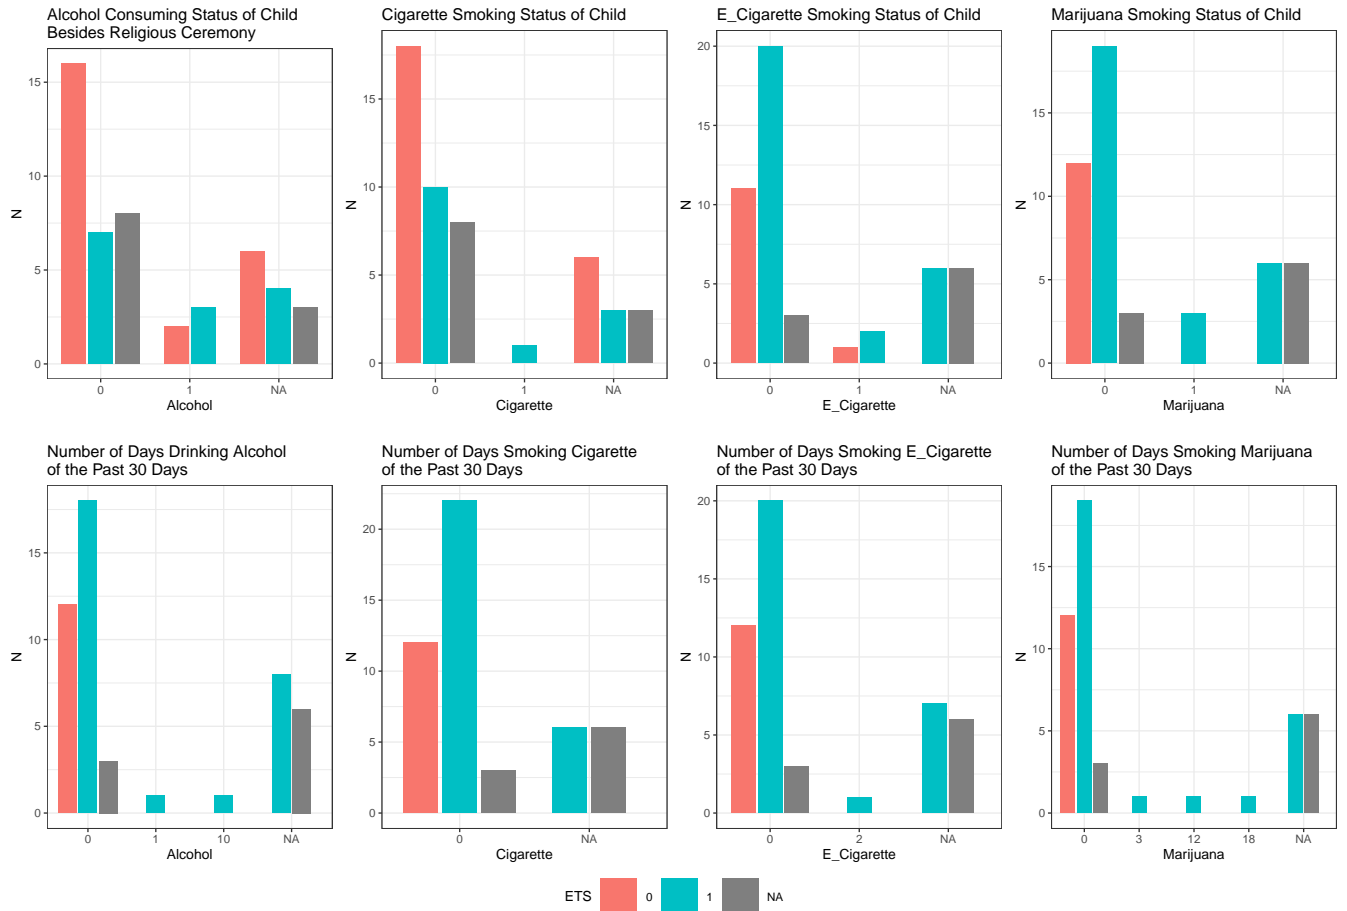 Alcohol Consuming Status of Child
Besides Religious Ceremony
N
15
10
5
0
0 1 NA
Alcohol
Cigarette Smoking Status of Child
N
15
10
5
0
0 1 NA
Cigarette
E_Cigarette Smoking Status of Child
N
20
15
10
5
0
0 1 NA
E_Cigarette
Marijuana Smoking Status of Child
N
15
10
5
0
0 1 NA
Marijuana
Number of Days Drinking Alcohol
of the Past 30 Days
N
15
10
5
0
0 1 10 NA
Alcohol
Number of Days Smoking Cigarette
of the Past 30 Days
N
20
15
10
5
0
0 NA
Cigarette
Number of Days Smoking E_Cigarette
of the Past 30 Days
N
20
15
10
5
0
0 2 NA
E_Cigarette
Number of Days Smoking Marijuana
of the Past 30 Days
N
15
10
5
0
0 3 12 18 NA
Marijuana
ETS 0 1 NA